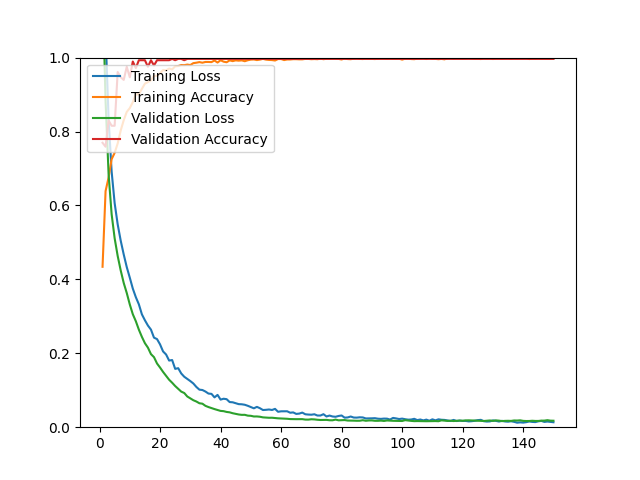 1.0
0.8
0.6
0.4
0.2
0.0
Training Loss
Training Accuracy
Validation Loss
Validation Accuracy
0 20 40 60 80 100 120 140